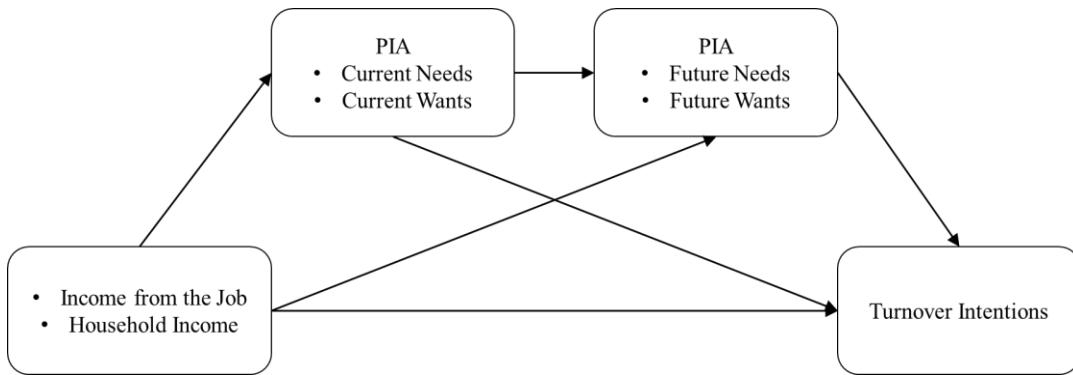 PIA
• Current Needs
• Current Wants
PIA
• Future Needs
• Future Wants
• Income from the Job
• Household Income
Turnover Intentions